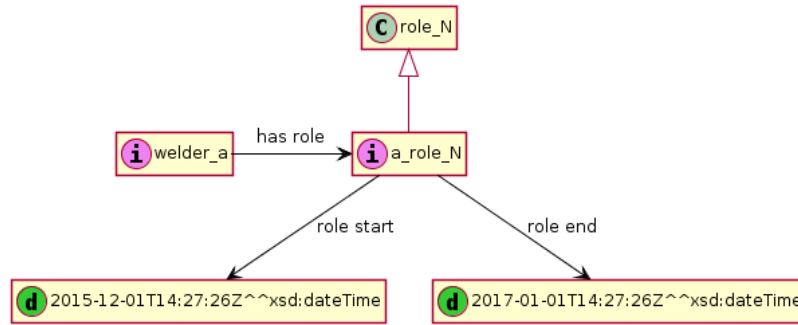 C role_N
i welder_a
has role
i a_role_N
role start
role end
d 2015-12-01T14:27:26Z^^xsd:dateTime
d 2017-01-01T14:27:26Z^^xsd:dateTime